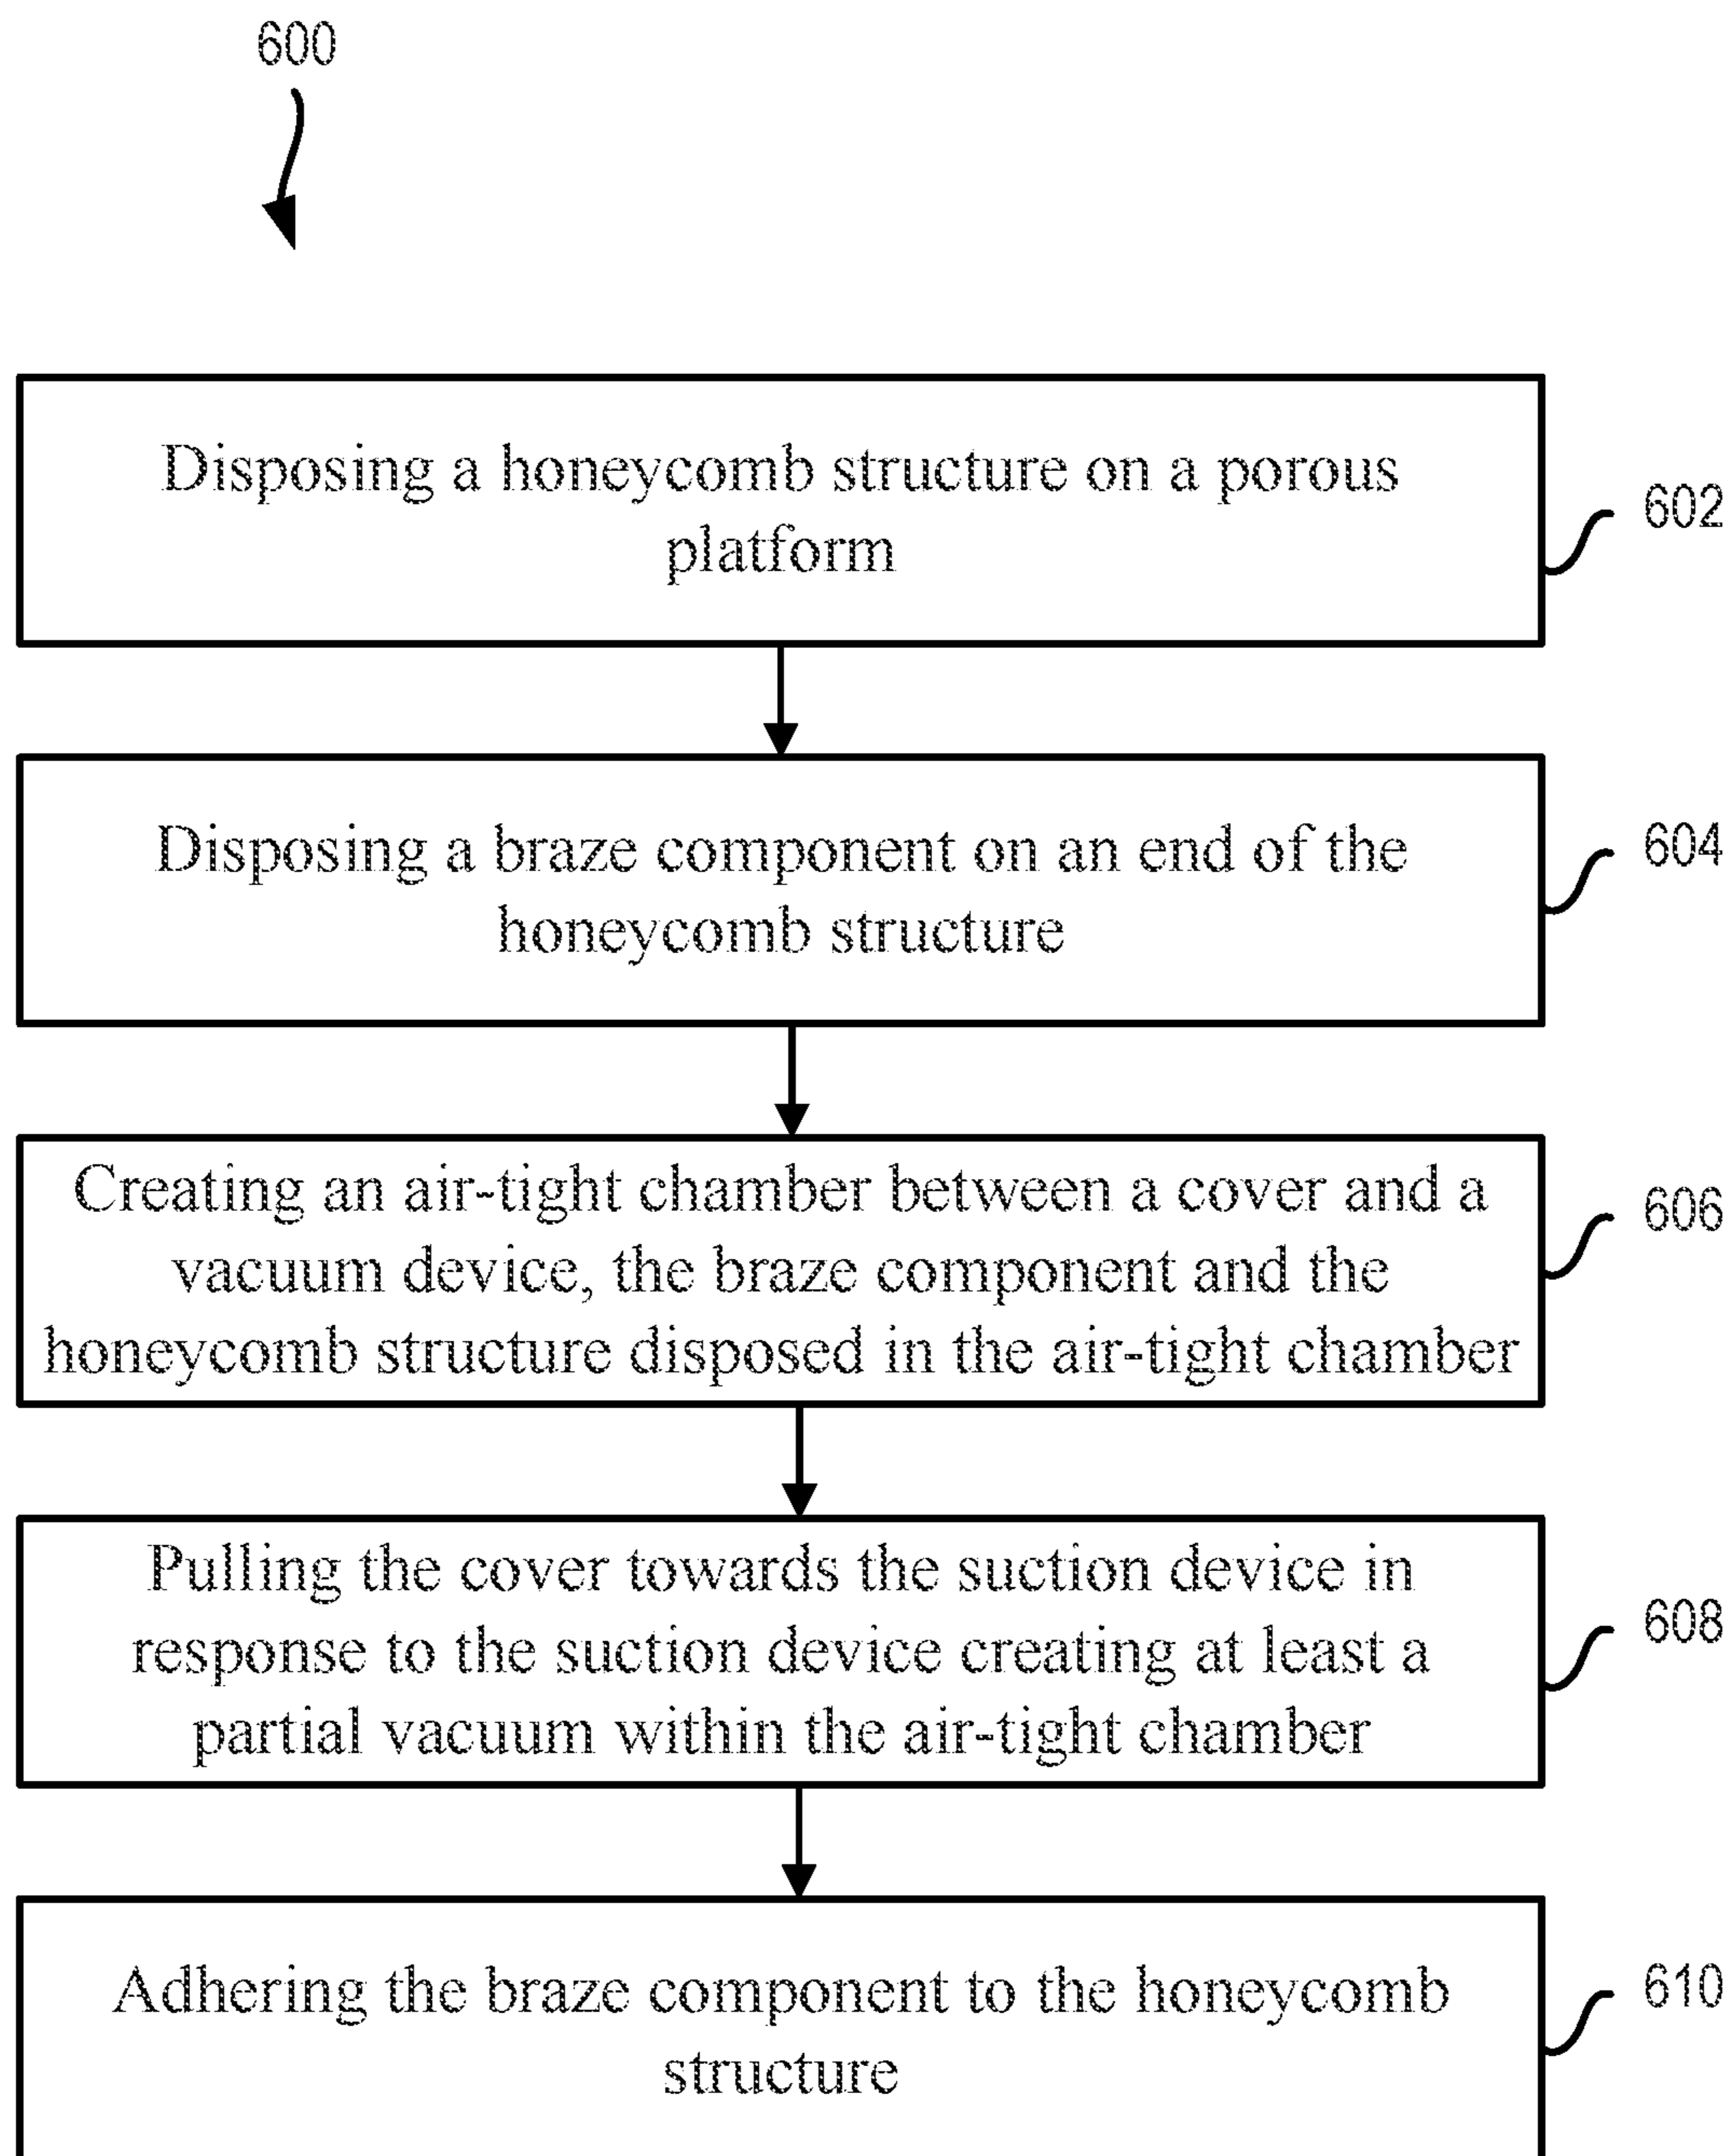 600
Disposing a honeycomb structure on a porous
platform
602
Disposing a braze component on an end of the
honeycomb structure
604
Creating an air-tight chamber between a cover and a
vacuum device, the braze component and the
honeycomb structure disposed in the air-tight chamber
606
Pulling the cover towards the suction device in
response to the suction device creating at least a
partial vacuum within the air-tight chamber
608
Adhering the braze component to the honeycomb
structure
610